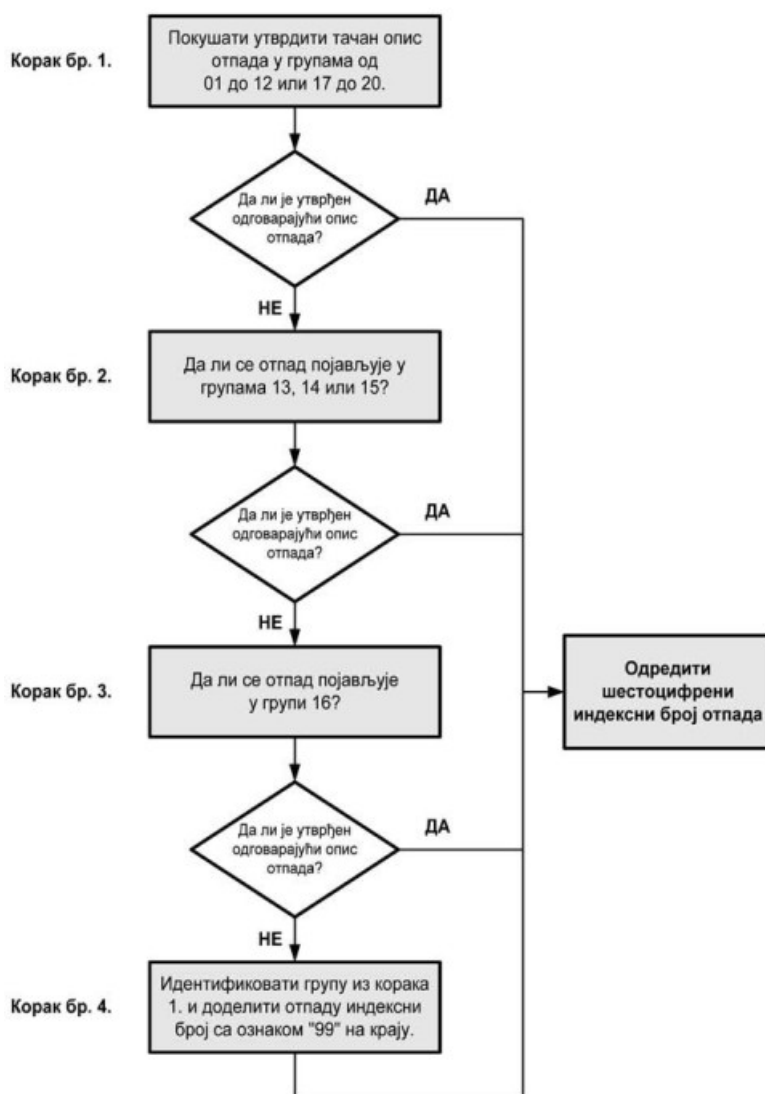 Корак бр. 1.
Покушати утврдити тачан опис
отпада у групама од
01 до 12 или 17 до 20.
Да ли је утврђен
одговарајући опис
отпада?
ДА
НЕ
Корак бр. 2.
Да ли се отпад појављује у
групама 13, 14 или 15?
Да ли је утврђен
одговарајући опис
отпада?
ДА
НЕ
Корак бр. 3.
Да ли се отпад појављује
у групи 16?
Одредити
шестоцифрени
индексни број отпада
Да ли је утврђен
одговарајући опис
отпада?
ДА
НЕ
Корак бр. 4.
Идентификовати групу из корака
1. и доделити отпаду индексни
број са ознаком "99" на крају.